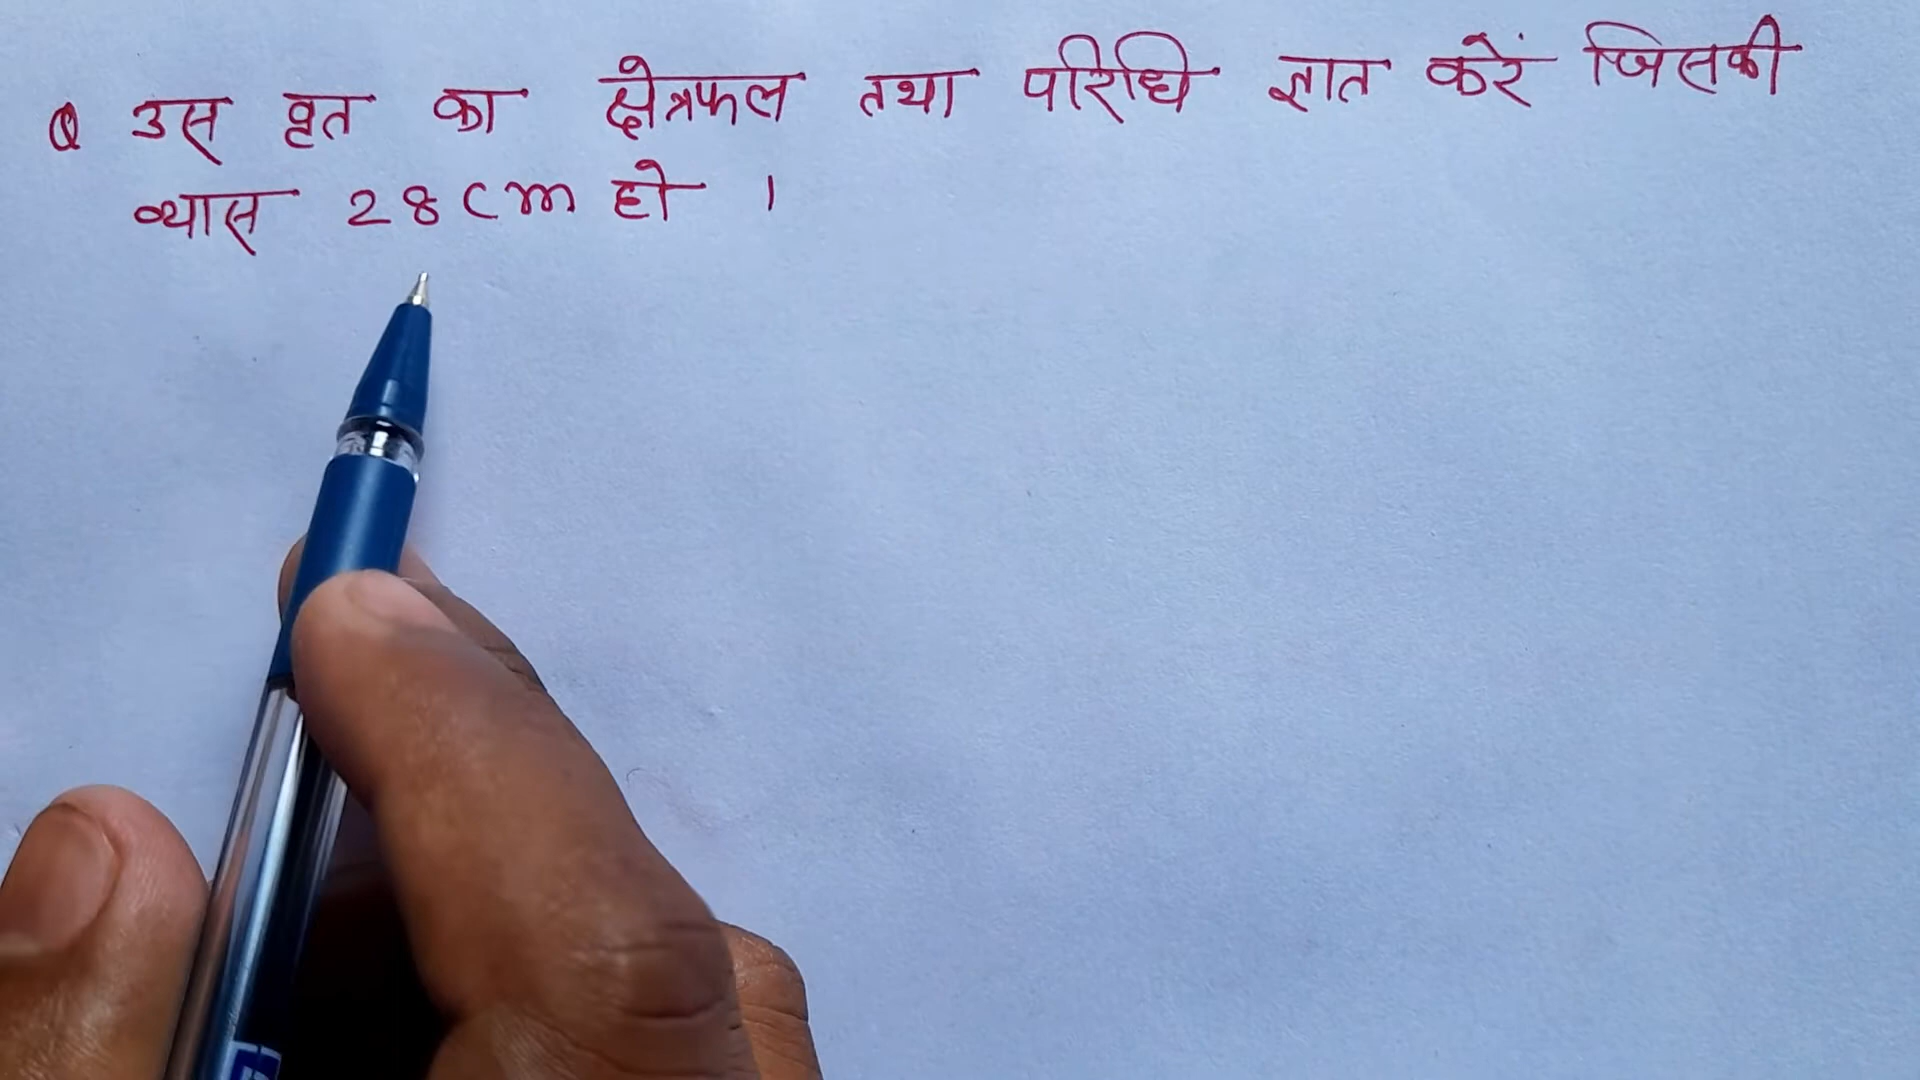 Q उस वृत का क्षेत्रफल तथा परिधि ज्ञात करें जिसकी
व्यास 28 cm हो ।